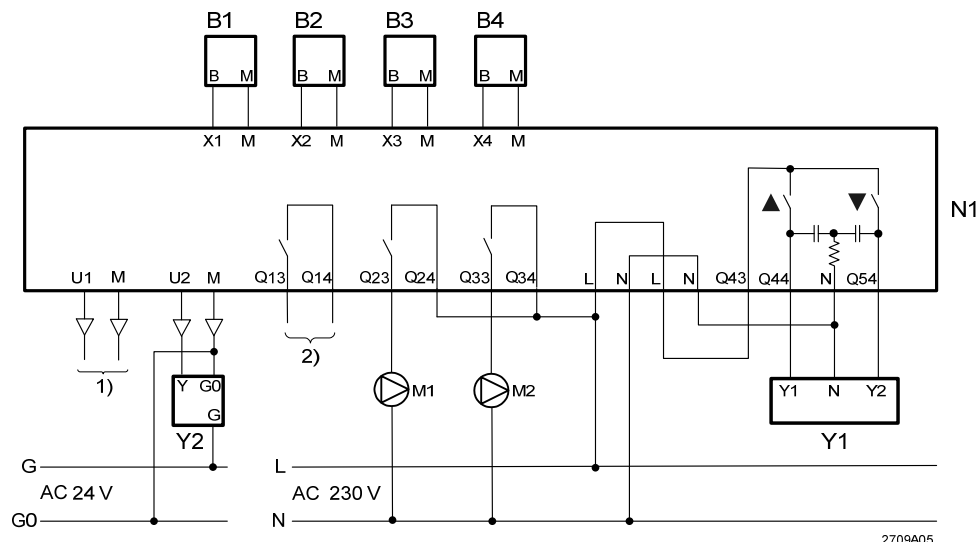 B1 B2 B3 B4
B M B M B M B M
X1 M X2 M X3 M X4 M
N1
U1 M U2 M Q13 Q14 Q23 Q24 Q33 Q34 L N L N Q43 Q44 N Q54
1) 2)
Y G0
G
Y2
M1 M2
Y1 N Y2
Y1
G L
AC 24 V AC 230 V
G0 N
2709A05